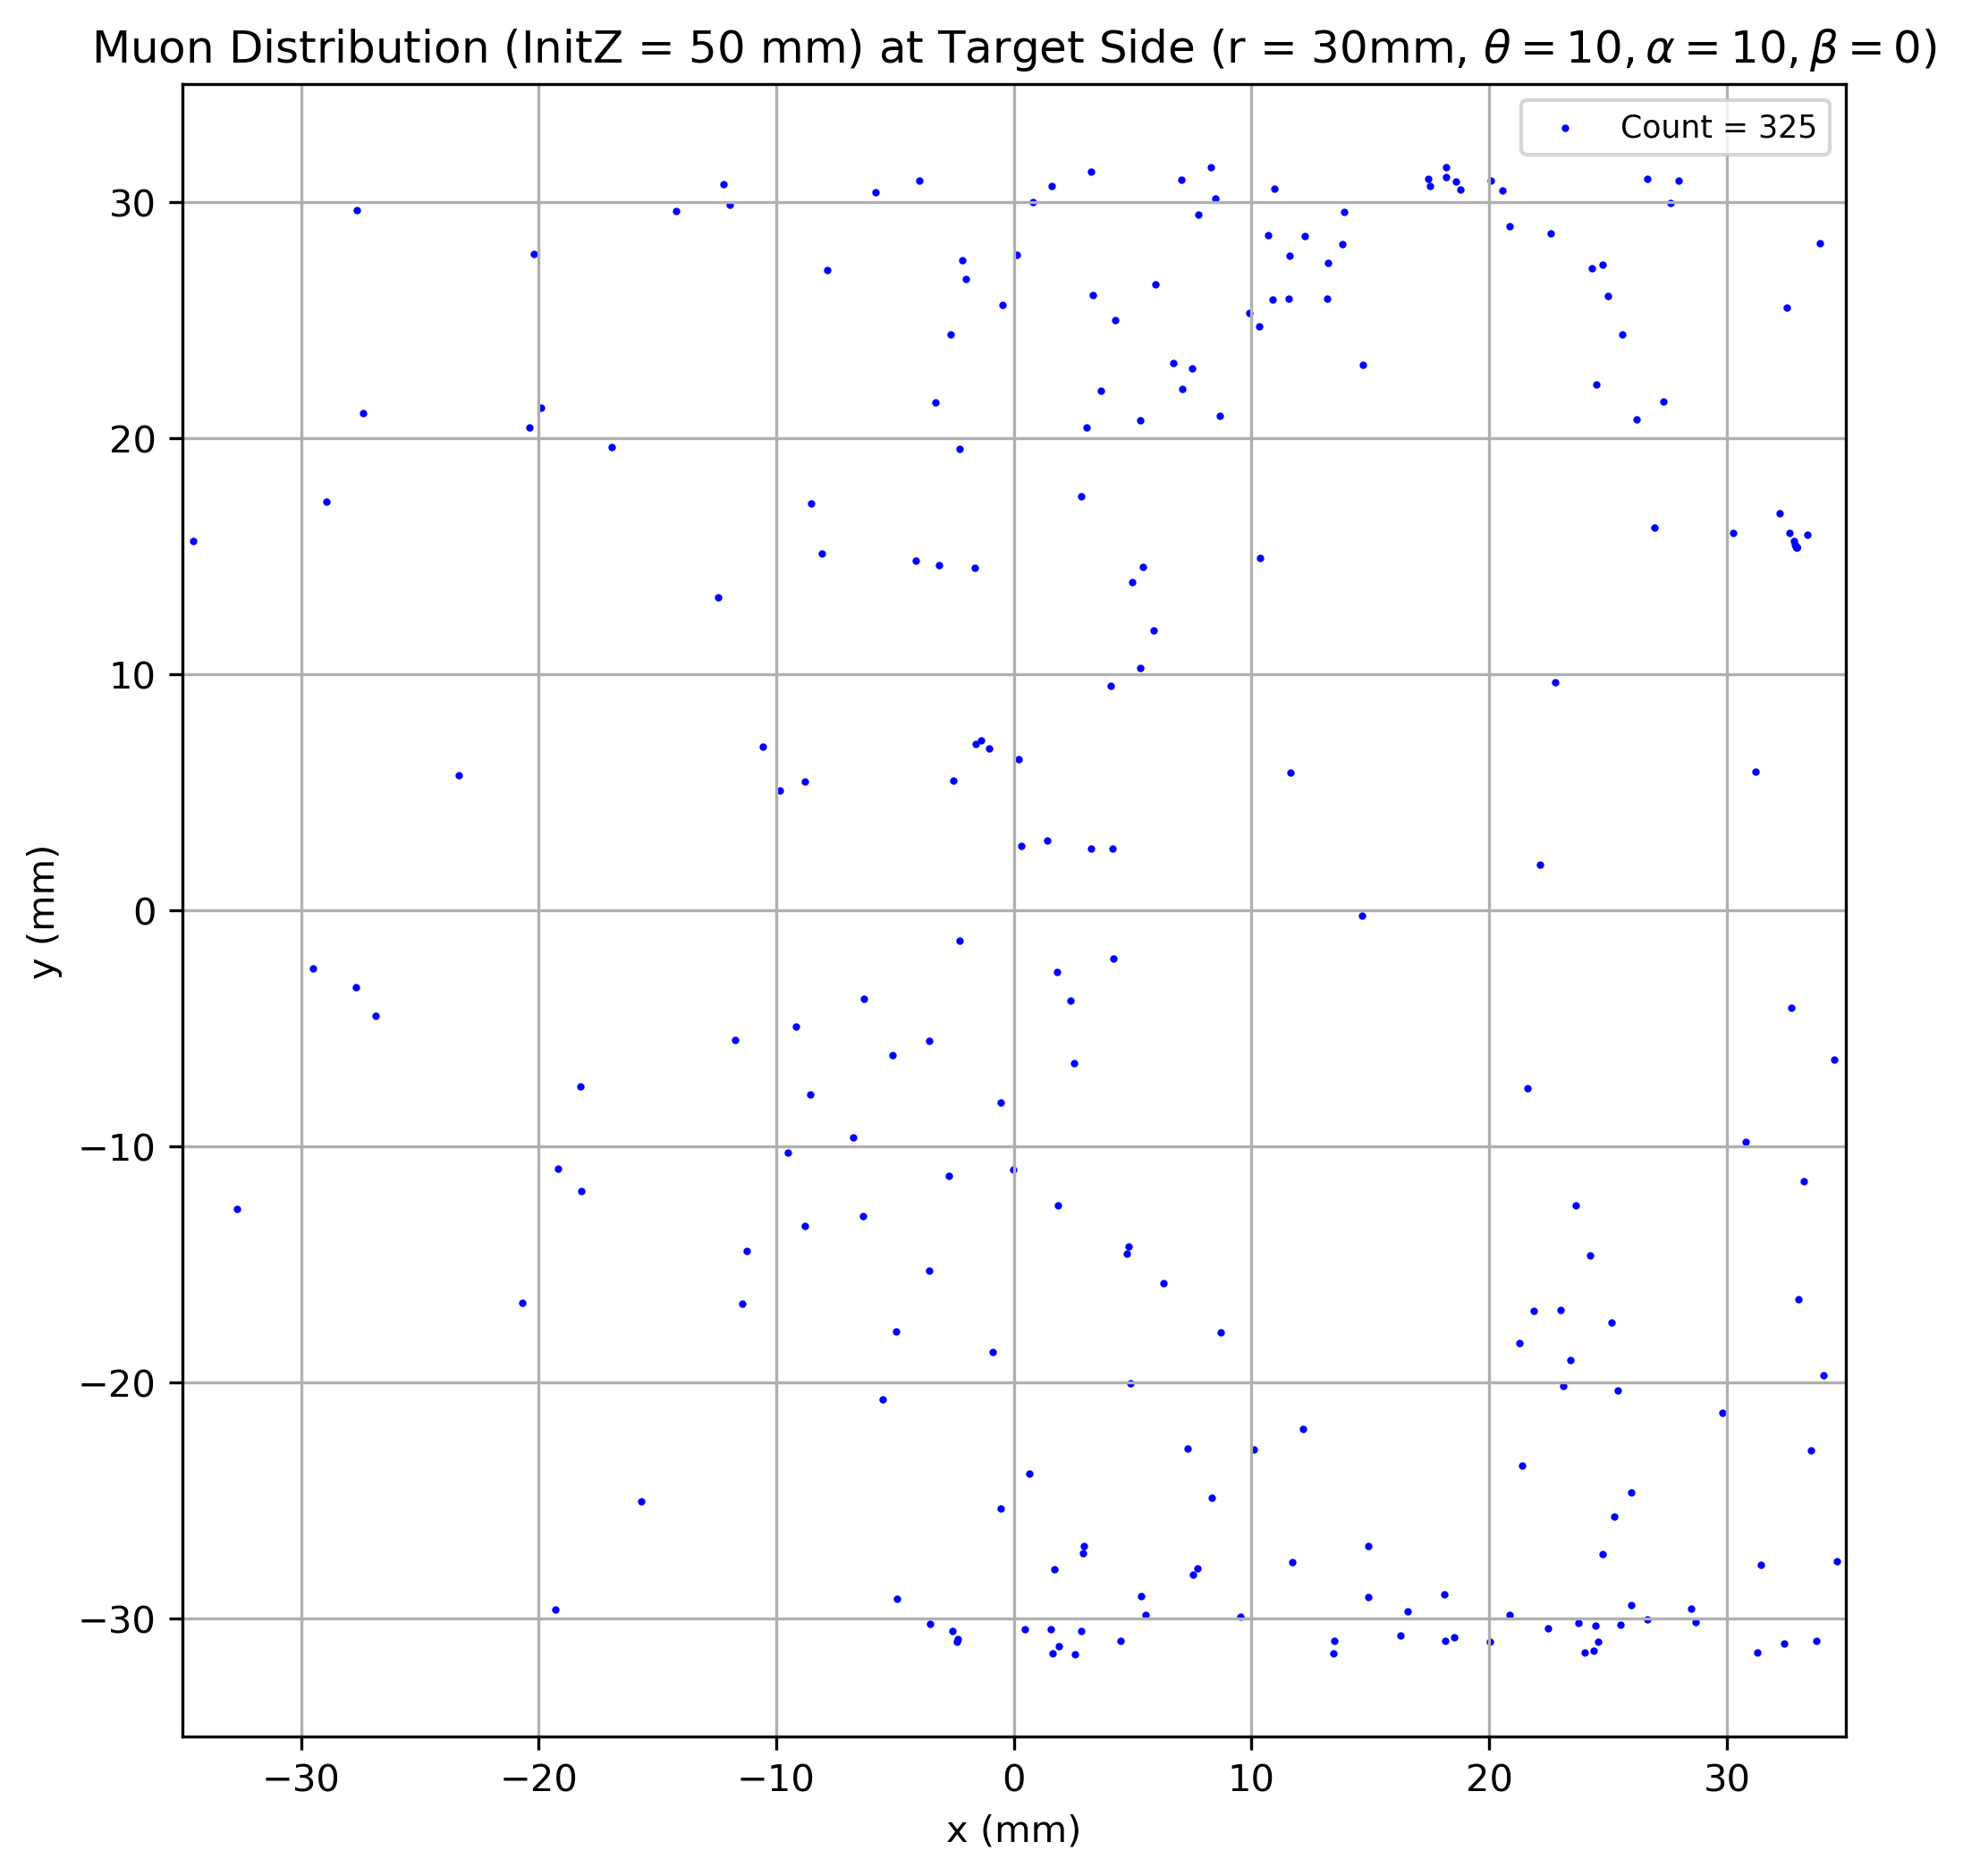 Muon Distribution (InitZ = 50 mm) at Target Side (r = 30mm, θ = 10, α = 10, β = 0)
Count = 325
30
20
10
0
−10
−20
−30
y (mm)
−30 −20 −10 0 10 20 30
x (mm)